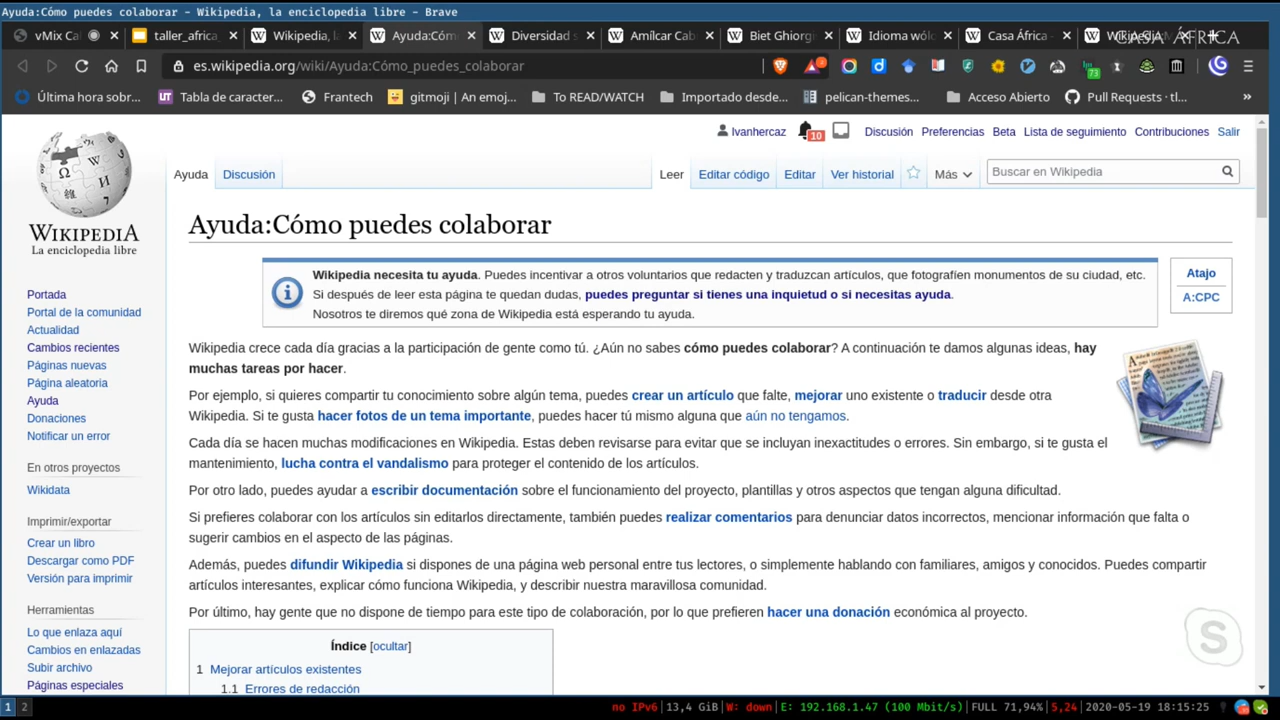 Ayuda:Cómo puedes colaborar - Wikipedia, la enciclopedia libre - Brave
vMix Ca
taller_africa_
Wikipedia, l
Ayuda:Cóm
Diversidad s
Amílcar Cab
Biet Ghiorgi
Idioma wól
Casa África -
CASA ÁFRICA
es.wikipedia.org/wiki/Ayuda:Cómo_puedes_colaborar
73
Última hora sobr...
Tabla de caracter...
Frantech
gitmoji | An emoj...
To READ/WATCH
Importado desde...
pelican-themes...
Acceso Abierto
Pull Requests · tl...
»
WIKIPEDIA
La enciclopedia libre
Ivanhercaz
10
Discusión
Preferencias
Beta
Lista de seguimiento
Contribuciones
Salir
Ayuda
Discusión
Leer
Editar código
Editar
Ver historial
Más
Buscar en Wikipedia
Ayuda:Cómo puedes colaborar
Wikipedia necesita tu ayuda. Puedes incentivar a otros voluntarios que redacten y traduzcan artículos, que fotografíen monumentos de su ciudad, etc.
Si después de leer esta página te quedan dudas, puedes preguntar si tienes una inquietud o si necesitas ayuda.
Nosotros te diremos qué zona de Wikipedia está esperando tu ayuda.
Atajo
A:CPC
Portada
Portal de la comunidad
Actualidad
Cambios recientes
Páginas nuevas
Página aleatoria
Ayuda
Donaciones
Notificar un error
En otros proyectos
Wikidata
Imprimir/exportar
Crear un libro
Descargar como PDF
Versión para imprimir
Herramientas
Lo que enlaza aquí
Cambios en enlazadas
Subir archivo
Páginas especiales
Wikipedia crece cada día gracias a la participación de gente como tú. ¿Aún no sabes cómo puedes colaborar? A continuación te damos algunas ideas, hay
muchas tareas por hacer.
Por ejemplo, si quieres compartir tu conocimiento sobre algún tema, puedes crear un artículo que falte, mejorar uno existente o traducir desde otra
Wikipedia. Si te gusta hacer fotos de un tema importante, puedes hacer tú mismo alguna que aún no tengamos.
Cada día se hacen muchas modificaciones en Wikipedia. Estas deben revisarse para evitar que se incluyan inexactitudes o errores. Sin embargo, si te gusta el
mantenimiento, lucha contra el vandalismo para proteger el contenido de los artículos.
Por otro lado, puedes ayudar a escribir documentación sobre el funcionamiento del proyecto, plantillas y otros aspectos que tengan alguna dificultad.
Si prefieres colaborar con los artículos sin editarlos directamente, también puedes realizar comentarios para denunciar datos incorrectos, mencionar información que falta o
sugerir cambios en el aspecto de las páginas.
Además, puedes difundir Wikipedia si dispones de una página web personal entre tus lectores, o simplemente hablando con familiares, amigos y conocidos. Puedes compartir
artículos interesantes, explicar cómo funciona Wikipedia, y describir nuestra maravillosa comunidad.
Por último, hay gente que no dispone de tiempo para este tipo de colaboración, por lo que prefieren hacer una donación económica al proyecto.
Índice [ocultar]
1 Mejorar artículos existentes
1.1 Errores de redacción
1 2
no IPv6|13,4 GiB|W: down|E: 192.168.1.47 (100 Mbit/s)|FULL 71,94%|5,24|2020-05-19 18:15:25